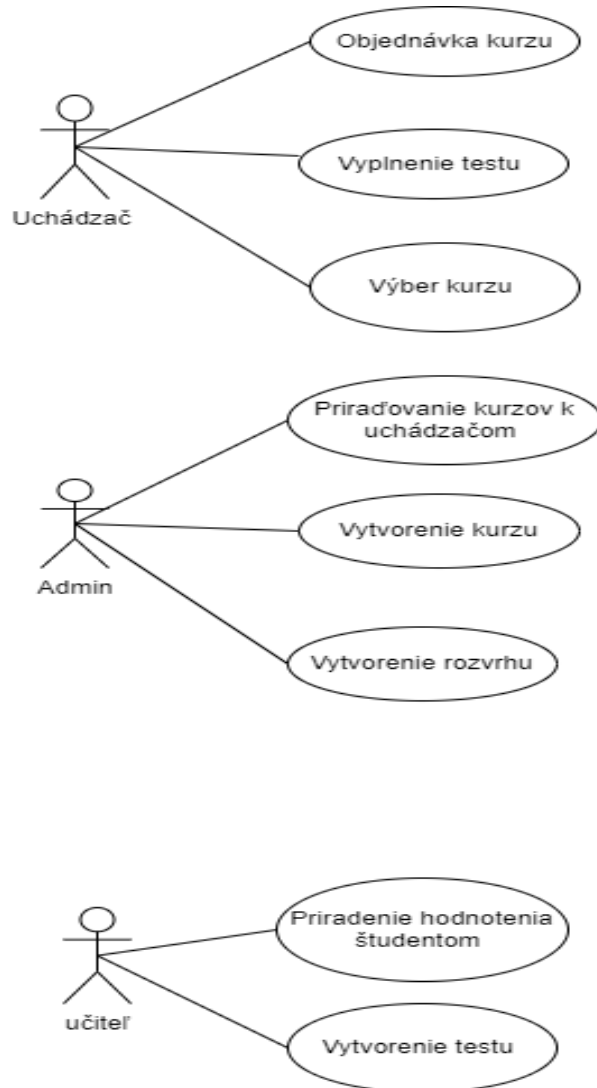 Objednávka kurzu
Vyplnenie testu
Uchádzač
Výber kurzu
Priraďovanie kurzov k
uchádzačom
Vytvorenie kurzu
Admin
Vytvorenie rozvrhu
Priradenie hodnotenia
študentom
učiteľ
Vytvorenie testu